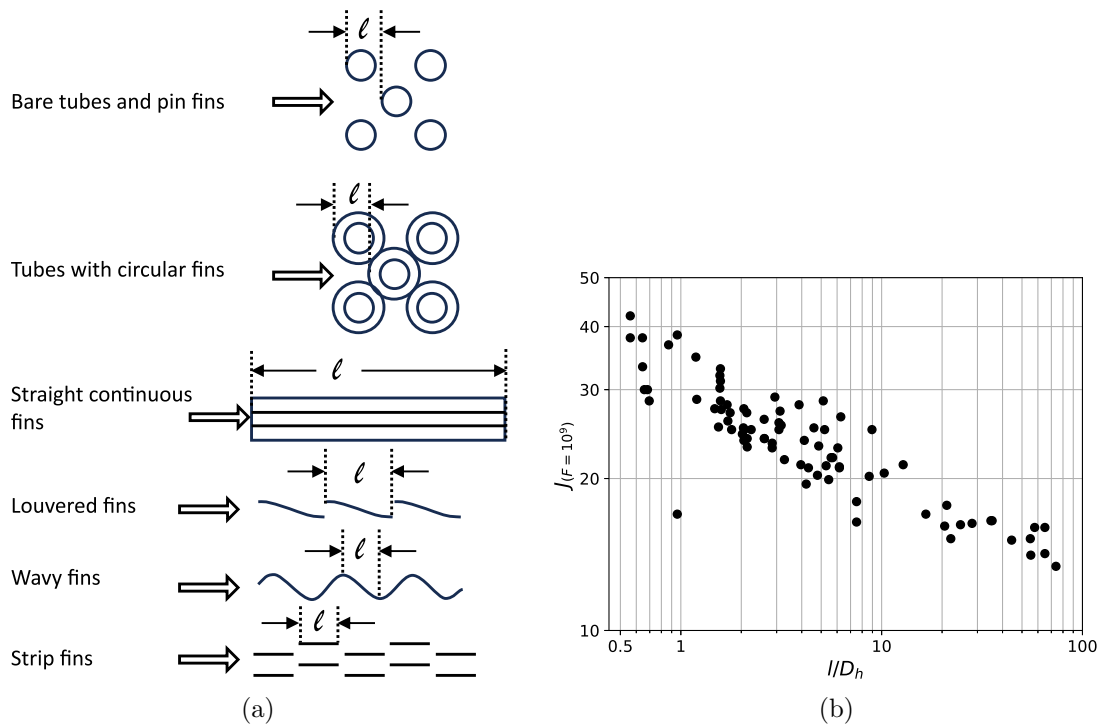 ℓ
Bare tubes and pin fins
ℓ
Tubes with circular fins
ℓ
Straight continuous
fins
ℓ
Louvered fins
ℓ
Wavy fins
ℓ
Strip fins
(a)
50
40
30
20
10
J(F = 10⁹)
0.5 1 10 100
l/Dₕ
(b)